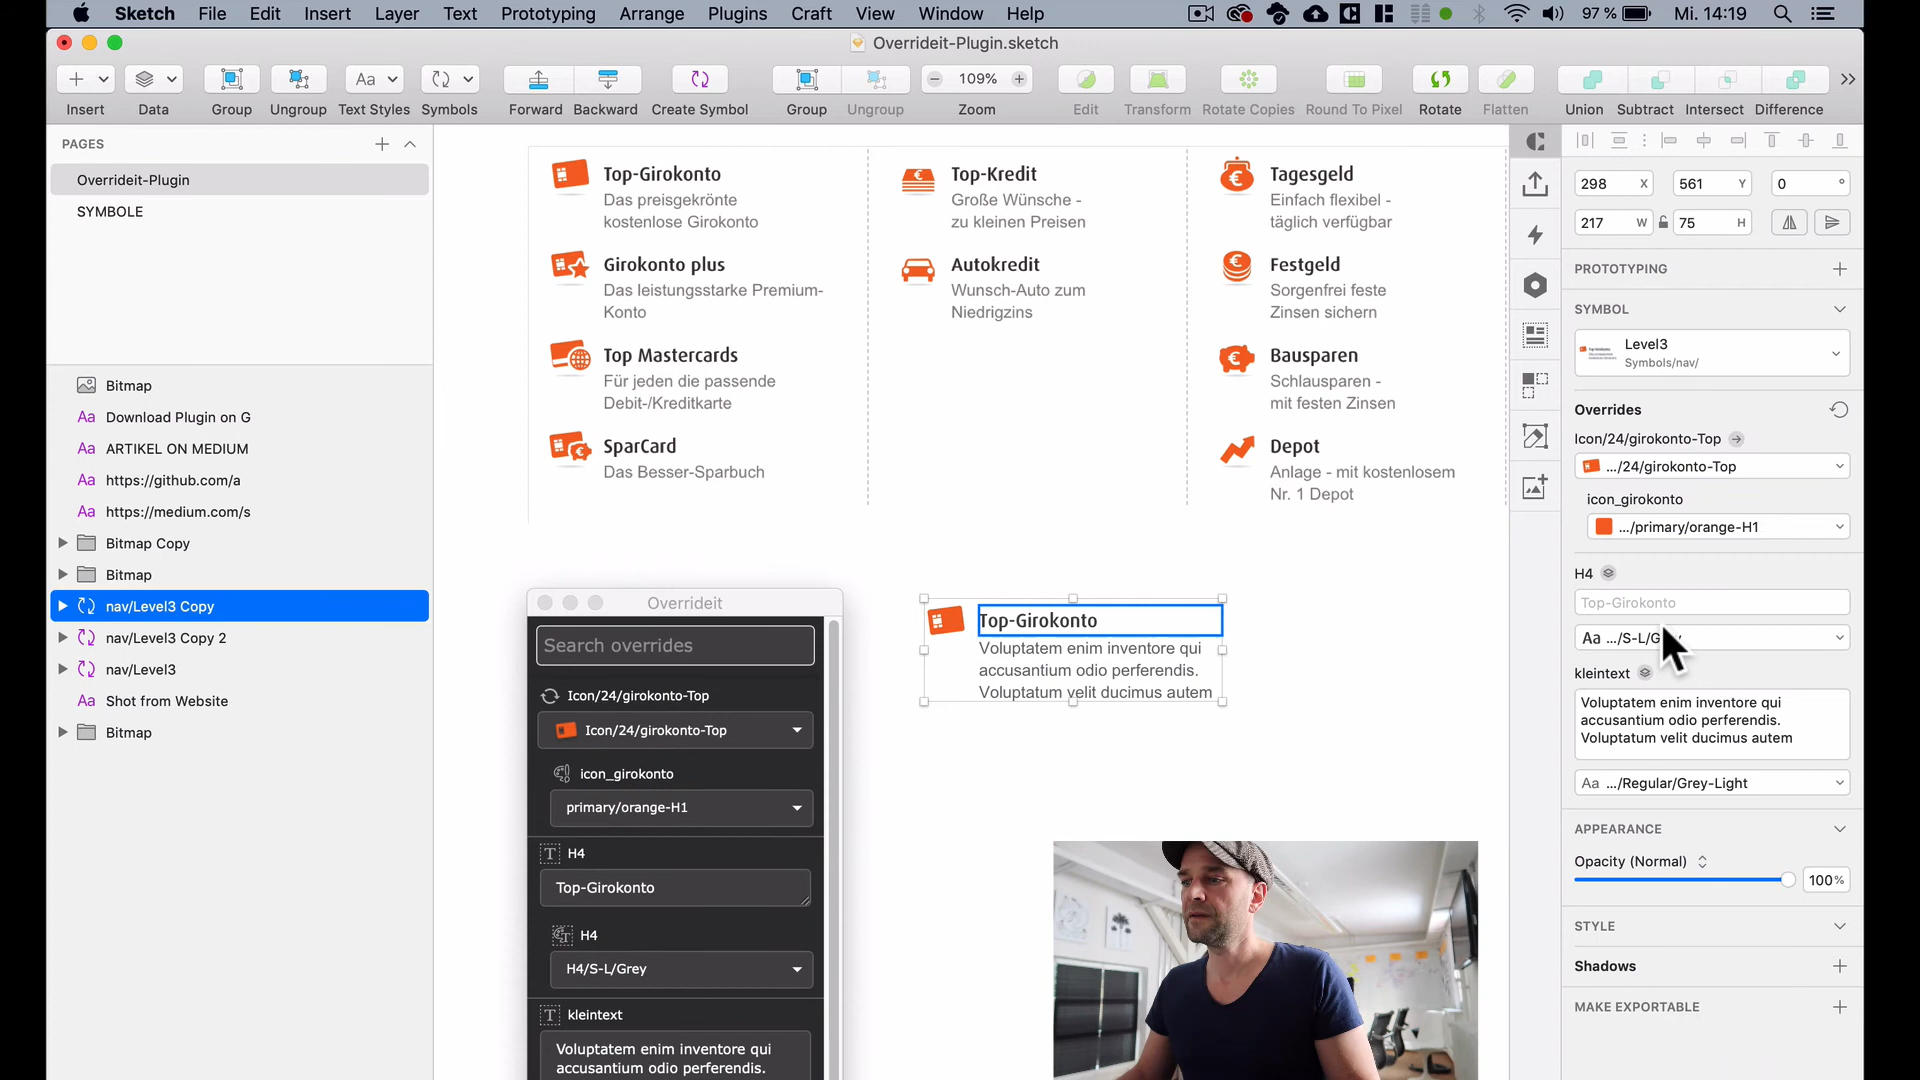 Sketch File Edit Insert Layer Text Prototyping Arrange Plugins Craft View Window Help 97 % Mi. 14:19
Overrideit-Plugin.sketch
Aa 109%
Insert Data Group Ungroup Text Styles Symbols Forward Backward Create Symbol Group Ungroup Zoom Edit Transform Rotate Copies Round To Pixel Rotate Flatten Union Subtract Intersect Difference
PAGES
Overrideit-Plugin
SYMBOLE
Bitmap
Aa Download Plugin on G
Aa ARTIKEL ON MEDIUM
Aa https://github.com/a
Aa https://medium.com/s
Bitmap Copy
Bitmap
nav/Level3 Copy
nav/Level3 Copy 2
nav/Level3
Aa Shot from Website
Bitmap
Top-Girokonto
Das preisgekrönte
kostenlose Girokonto
Girokonto plus
Das leistungsstarke Premium-
Konto
Top Mastercards
Für jeden die passende
Debit-/Kreditkarte
SparCard
Das Besser-Sparbuch
Top-Kredit
Große Wünsche -
zu kleinen Preisen
Autokredit
Wunsch-Auto zum
Niedrigzins
Tagesgeld
Einfach flexibel -
täglich verfügbar
Festgeld
Sorgenfrei feste
Zinsen sichern
Bausparen
Schlausparen -
mit festen Zinsen
Depot
Anlage - mit kostenlosem
Nr. 1 Depot
Overrideit
Search overrides
Icon/24/girokonto-Top
Icon/24/girokonto-Top
icon_girokonto
primary/orange-H1
T H4
Top-Girokonto
H4
H4/S-L/Grey
T kleintext
Voluptatem enim inventore qui
accusantium odio perferendis.
Top-Girokonto
Voluptatem enim inventore qui
accusantium odio perferendis.
Voluptatum velit ducimus autem
298 X 561 Y 0 °
217 W 75 H
PROTOTYPING
SYMBOL
Level3
Symbols/nav/
Overrides
Icon/24/girokonto-Top
.../24/girokonto-Top
icon_girokonto
.../primary/orange-H1
H4
Top-Girokonto
Aa .../S-L/G
kleintext
Voluptatem enim inventore qui
accusantium odio perferendis.
Voluptatum velit ducimus autem
Aa .../Regular/Grey-Light
APPEARANCE
Opacity (Normal)
100%
STYLE
Shadows
MAKE EXPORTABLE